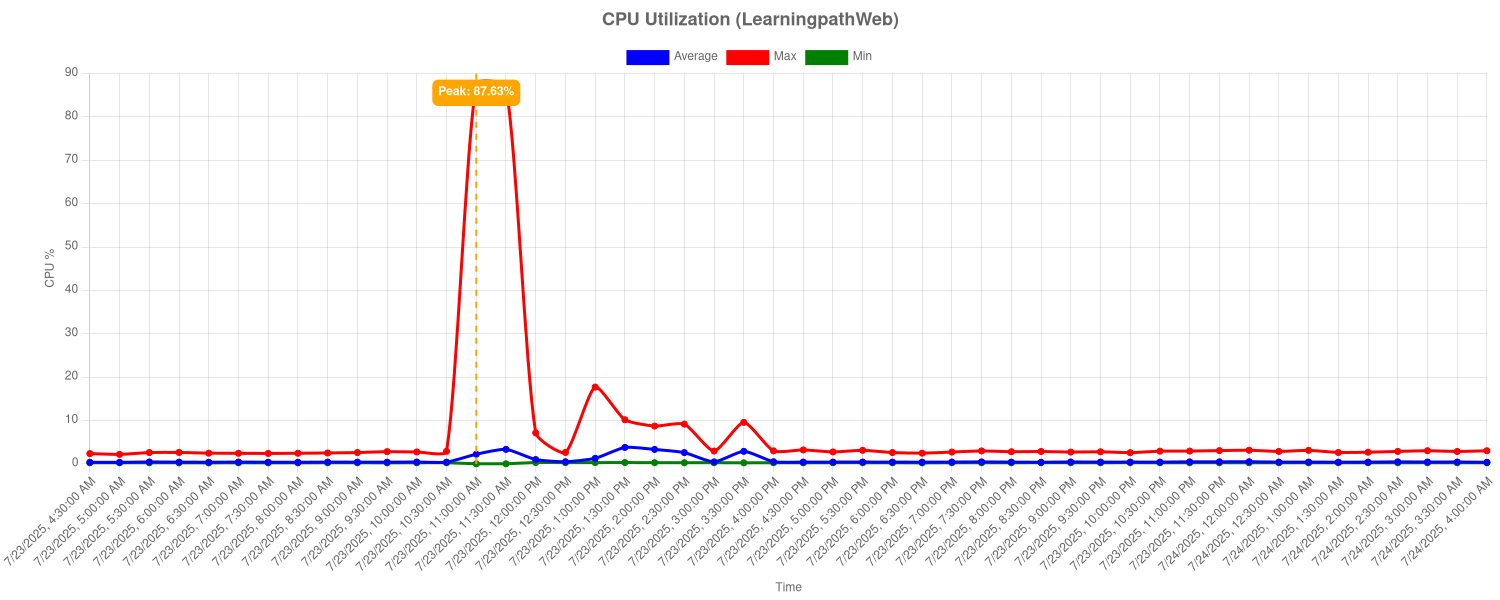 CPU Utilization (LearningpathWeb)
Average Max Min
Peak: 87.63%
CPU %
90
80
70
60
50
40
30
20
10
0
7/23/2025, 4:30:00 AM
7/23/2025, 5:00:00 AM
7/23/2025, 5:30:00 AM
7/23/2025, 6:00:00 AM
7/23/2025, 6:30:00 AM
7/23/2025, 7:00:00 AM
7/23/2025, 7:30:00 AM
7/23/2025, 8:00:00 AM
7/23/2025, 8:30:00 AM
7/23/2025, 9:00:00 AM
7/23/2025, 9:30:00 AM
7/23/2025, 10:00:00 AM
7/23/2025, 10:30:00 AM
7/23/2025, 11:00:00 AM
7/23/2025, 11:30:00 AM
7/23/2025, 12:00:00 PM
7/23/2025, 12:30:00 PM
7/23/2025, 1:00:00 PM
7/23/2025, 1:30:00 PM
7/23/2025, 2:00:00 PM
7/23/2025, 2:30:00 PM
7/23/2025, 3:00:00 PM
7/23/2025, 3:30:00 PM
7/23/2025, 4:00:00 PM
7/23/2025, 4:30:00 PM
7/23/2025, 5:00:00 PM
7/23/2025, 5:30:00 PM
7/23/2025, 6:00:00 PM
7/23/2025, 6:30:00 PM
7/23/2025, 7:00:00 PM
7/23/2025, 7:30:00 PM
7/23/2025, 8:00:00 PM
7/23/2025, 8:30:00 PM
7/23/2025, 9:00:00 PM
7/23/2025, 9:30:00 PM
7/23/2025, 10:00:00 PM
7/23/2025, 10:30:00 PM
7/23/2025, 11:00:00 PM
7/23/2025, 11:30:00 PM
7/24/2025, 12:00:00 AM
7/24/2025, 12:30:00 AM
7/24/2025, 1:00:00 AM
7/24/2025, 1:30:00 AM
7/24/2025, 2:00:00 AM
7/24/2025, 2:30:00 AM
7/24/2025, 3:00:00 AM
7/24/2025, 3:30:00 AM
7/24/2025, 4:00:00 AM
Time